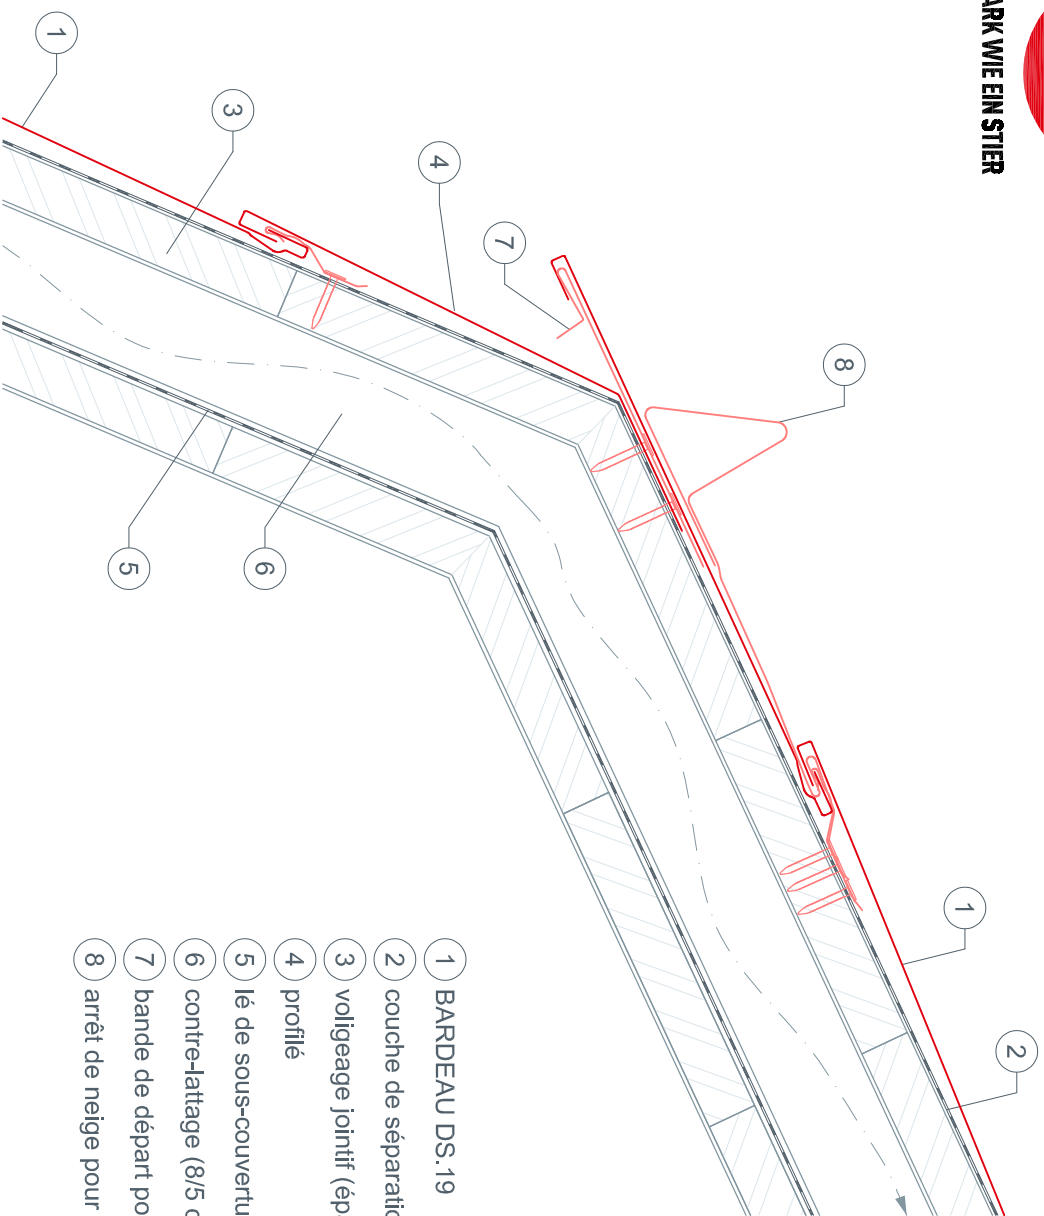 ARK WIE EIN STIER
1
3
4
7
8
5
6
1
2
1 BARDEAU DS.19
2 couche de séparatio
3 voligeage jointif (ép.
4 profilé
5 lé de sous-couvertu
6 contre-lattage (8/5 c
7 bande de départ po
8 arrêt de neige pour